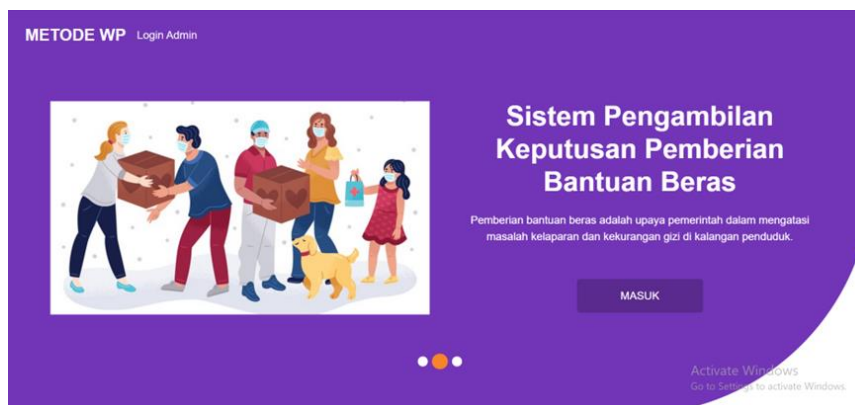 METODE WP Login Admin
Sistem Pengambilan
Keputusan Pemberian
Bantuan Beras
Pemberian bantuan beras adalah upaya pemerintah dalam mengatasi
masalah kelaparan dan kekurangan gizi di kalangan penduduk.
MASUK
Activate Windows
Go to Settings to activate Windows.